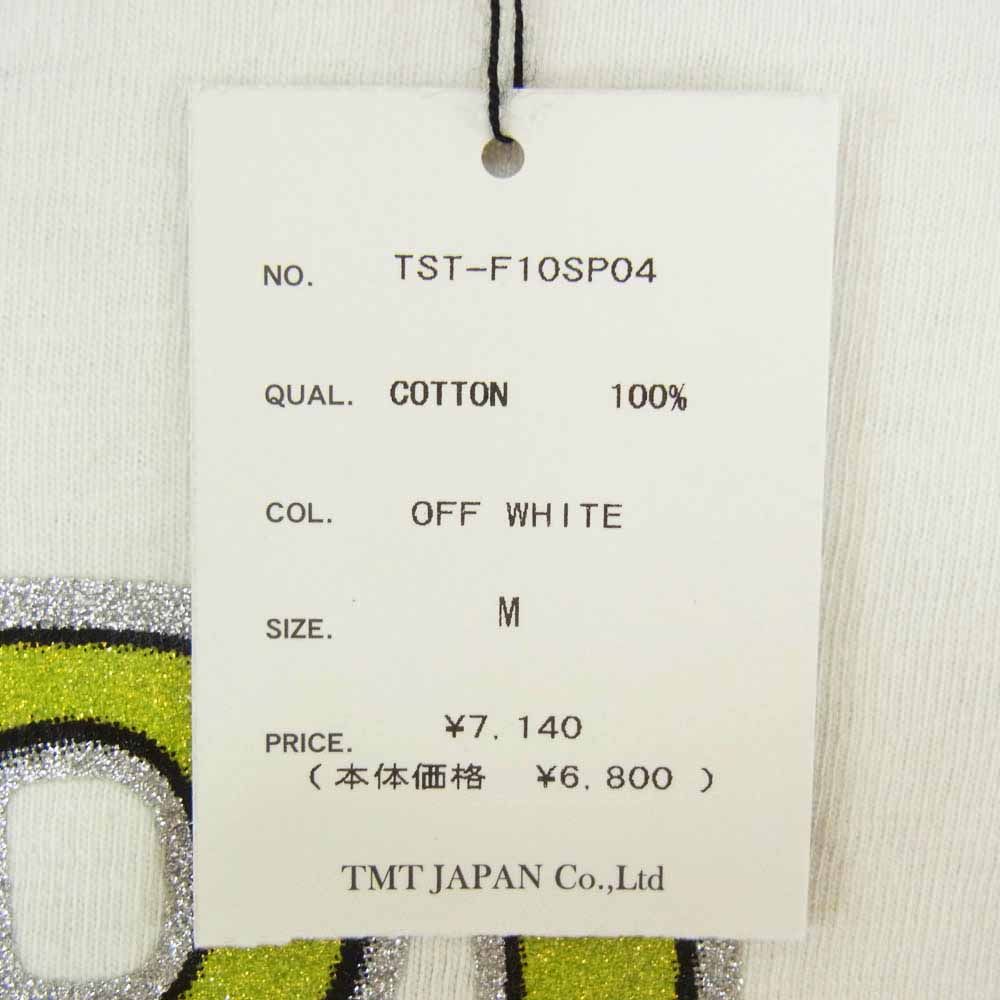 NO. TST-F10SP04
QUAL. COTTON 100%
COL. OFF WHITE
SIZE. M
PRICE. ¥7,140
(本体価格 ¥6,800)
TMT JAPAN Co.,Ltd